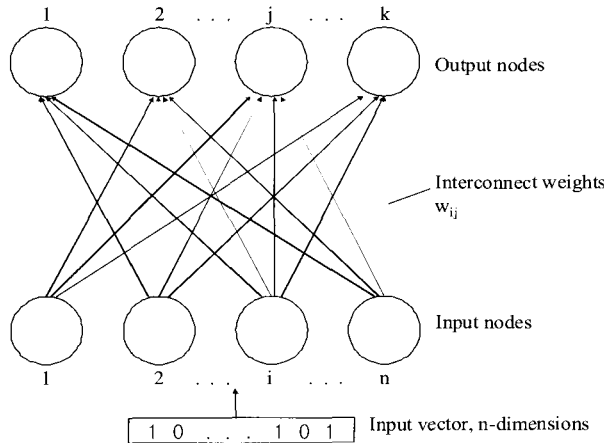 1 2 . . . j . . . k
Output nodes
Interconnect weights
w_ij
Input nodes
1 2 . . . i . . . n
1 0 . . . 1 0 1
Input vector, n-dimensions